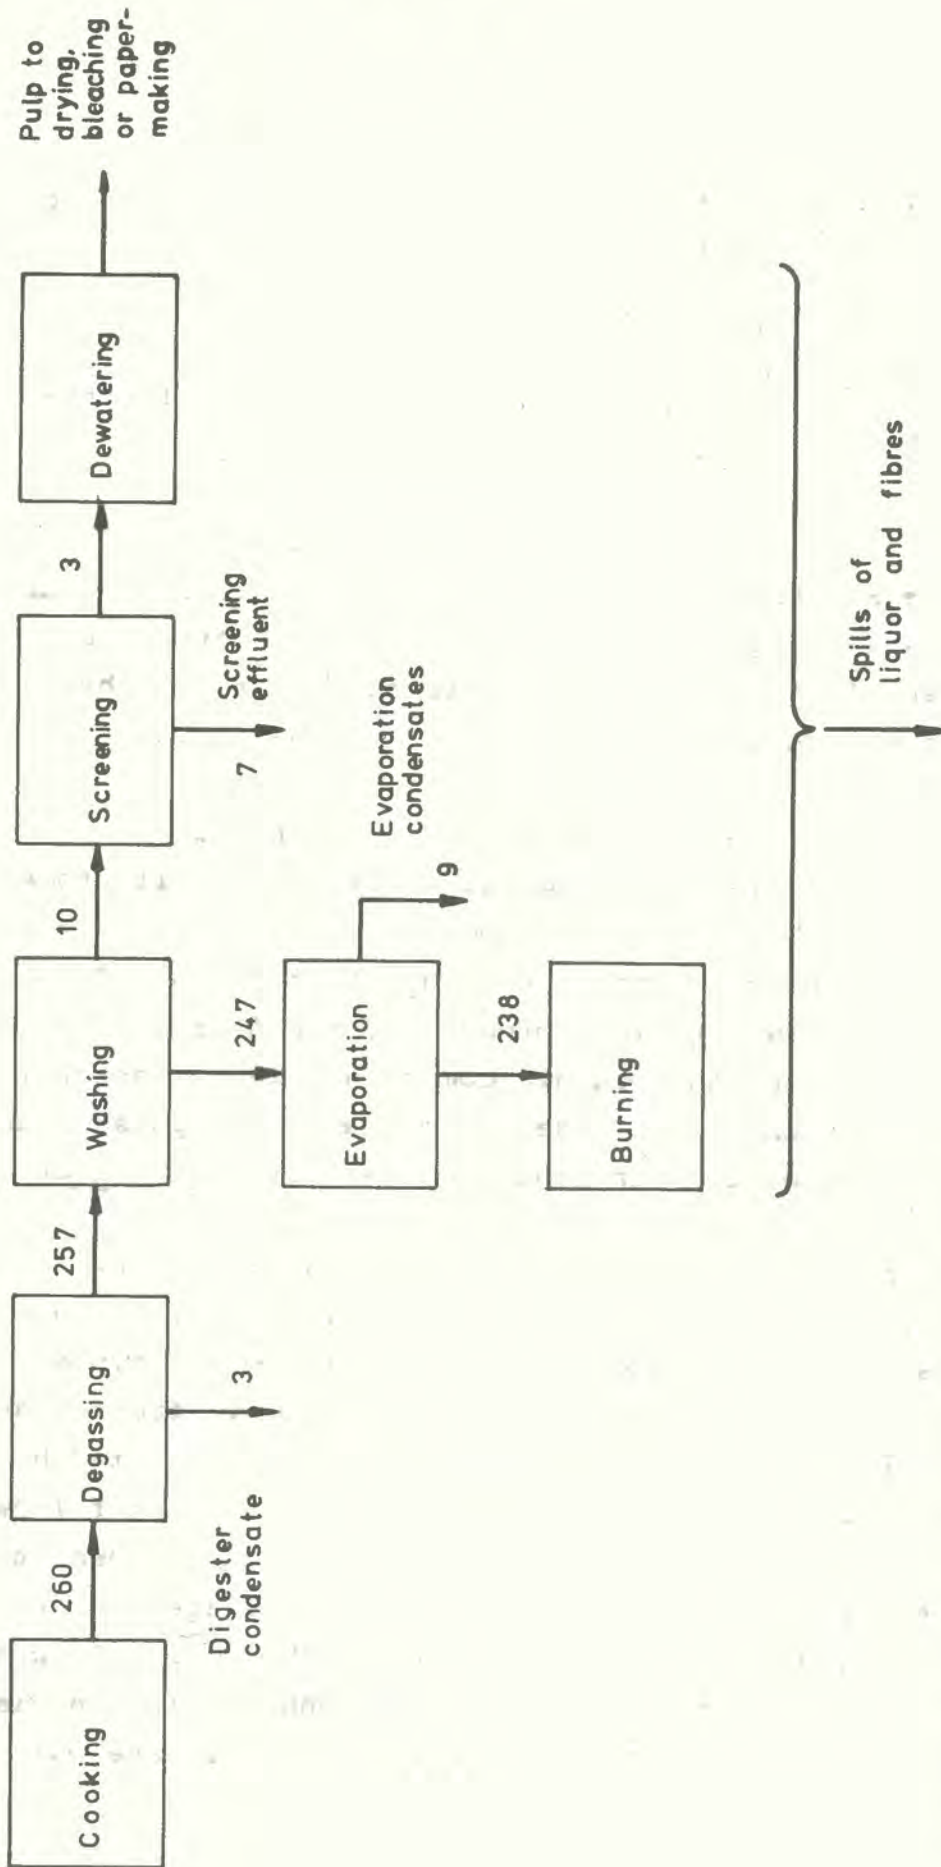 Cooking
260
Degassing
257
Washing
10
Screening
3
Dewatering
Pulp to
drying,
bleaching
or paper-
making
Digester
condensate
3
247
7
Screening
effluent
Evaporation
9
Evaporation
condensates
238
Burning
Spills of
liquor and fibres